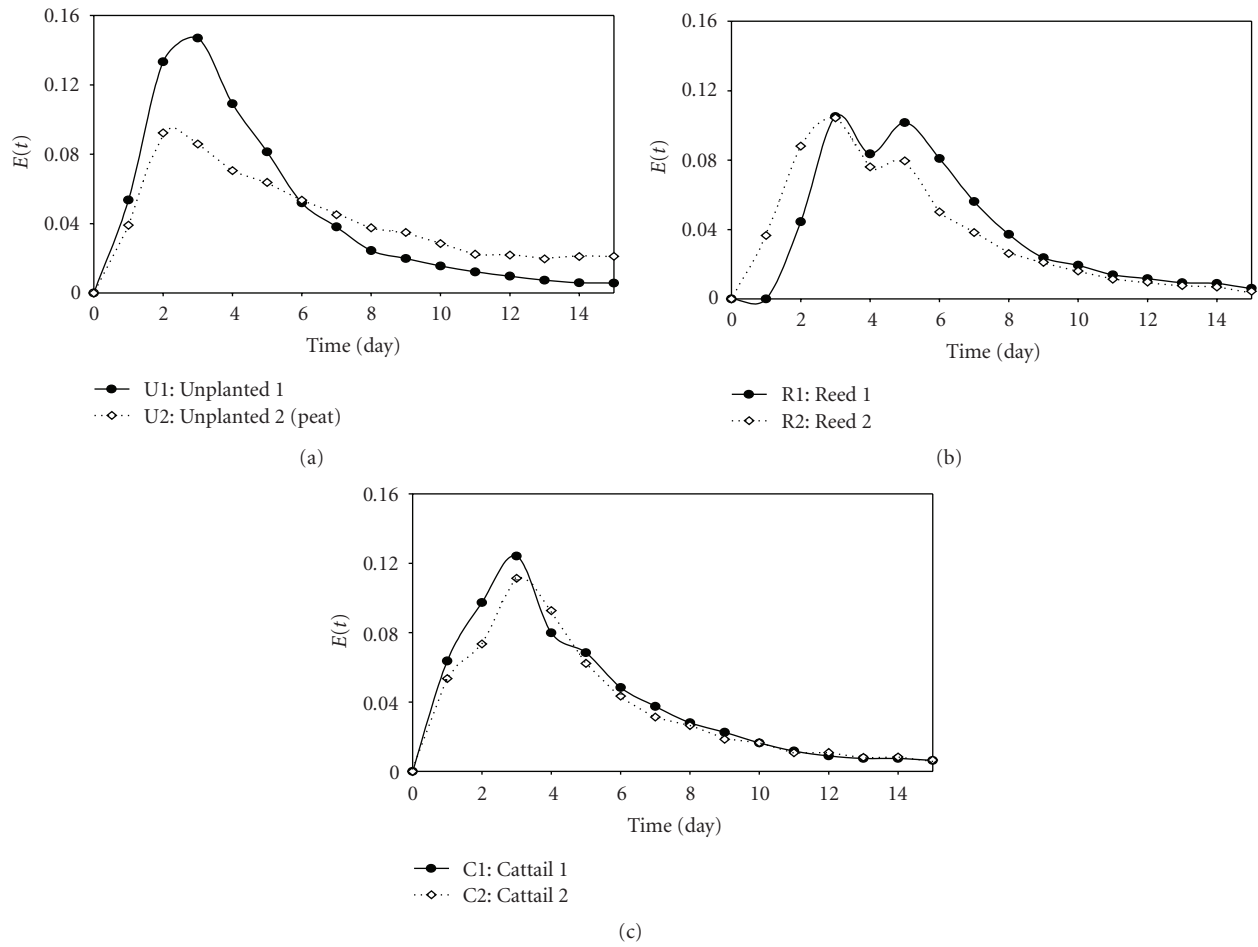 0.16
0.12
0.08
0.04
0
E(t)
0 2 4 6 8 10 12 14
Time (day)
U1: Unplanted 1
U2: Unplanted 2 (peat)
(a)
0.16
0.12
0.08
0.04
0
E(t)
0 2 4 6 8 10 12 14
Time (day)
R1: Reed 1
R2: Reed 2
(b)
0.16
0.12
0.08
0.04
0
E(t)
0 2 4 6 8 10 12 14
Time (day)
C1: Cattail 1
C2: Cattail 2
(c)